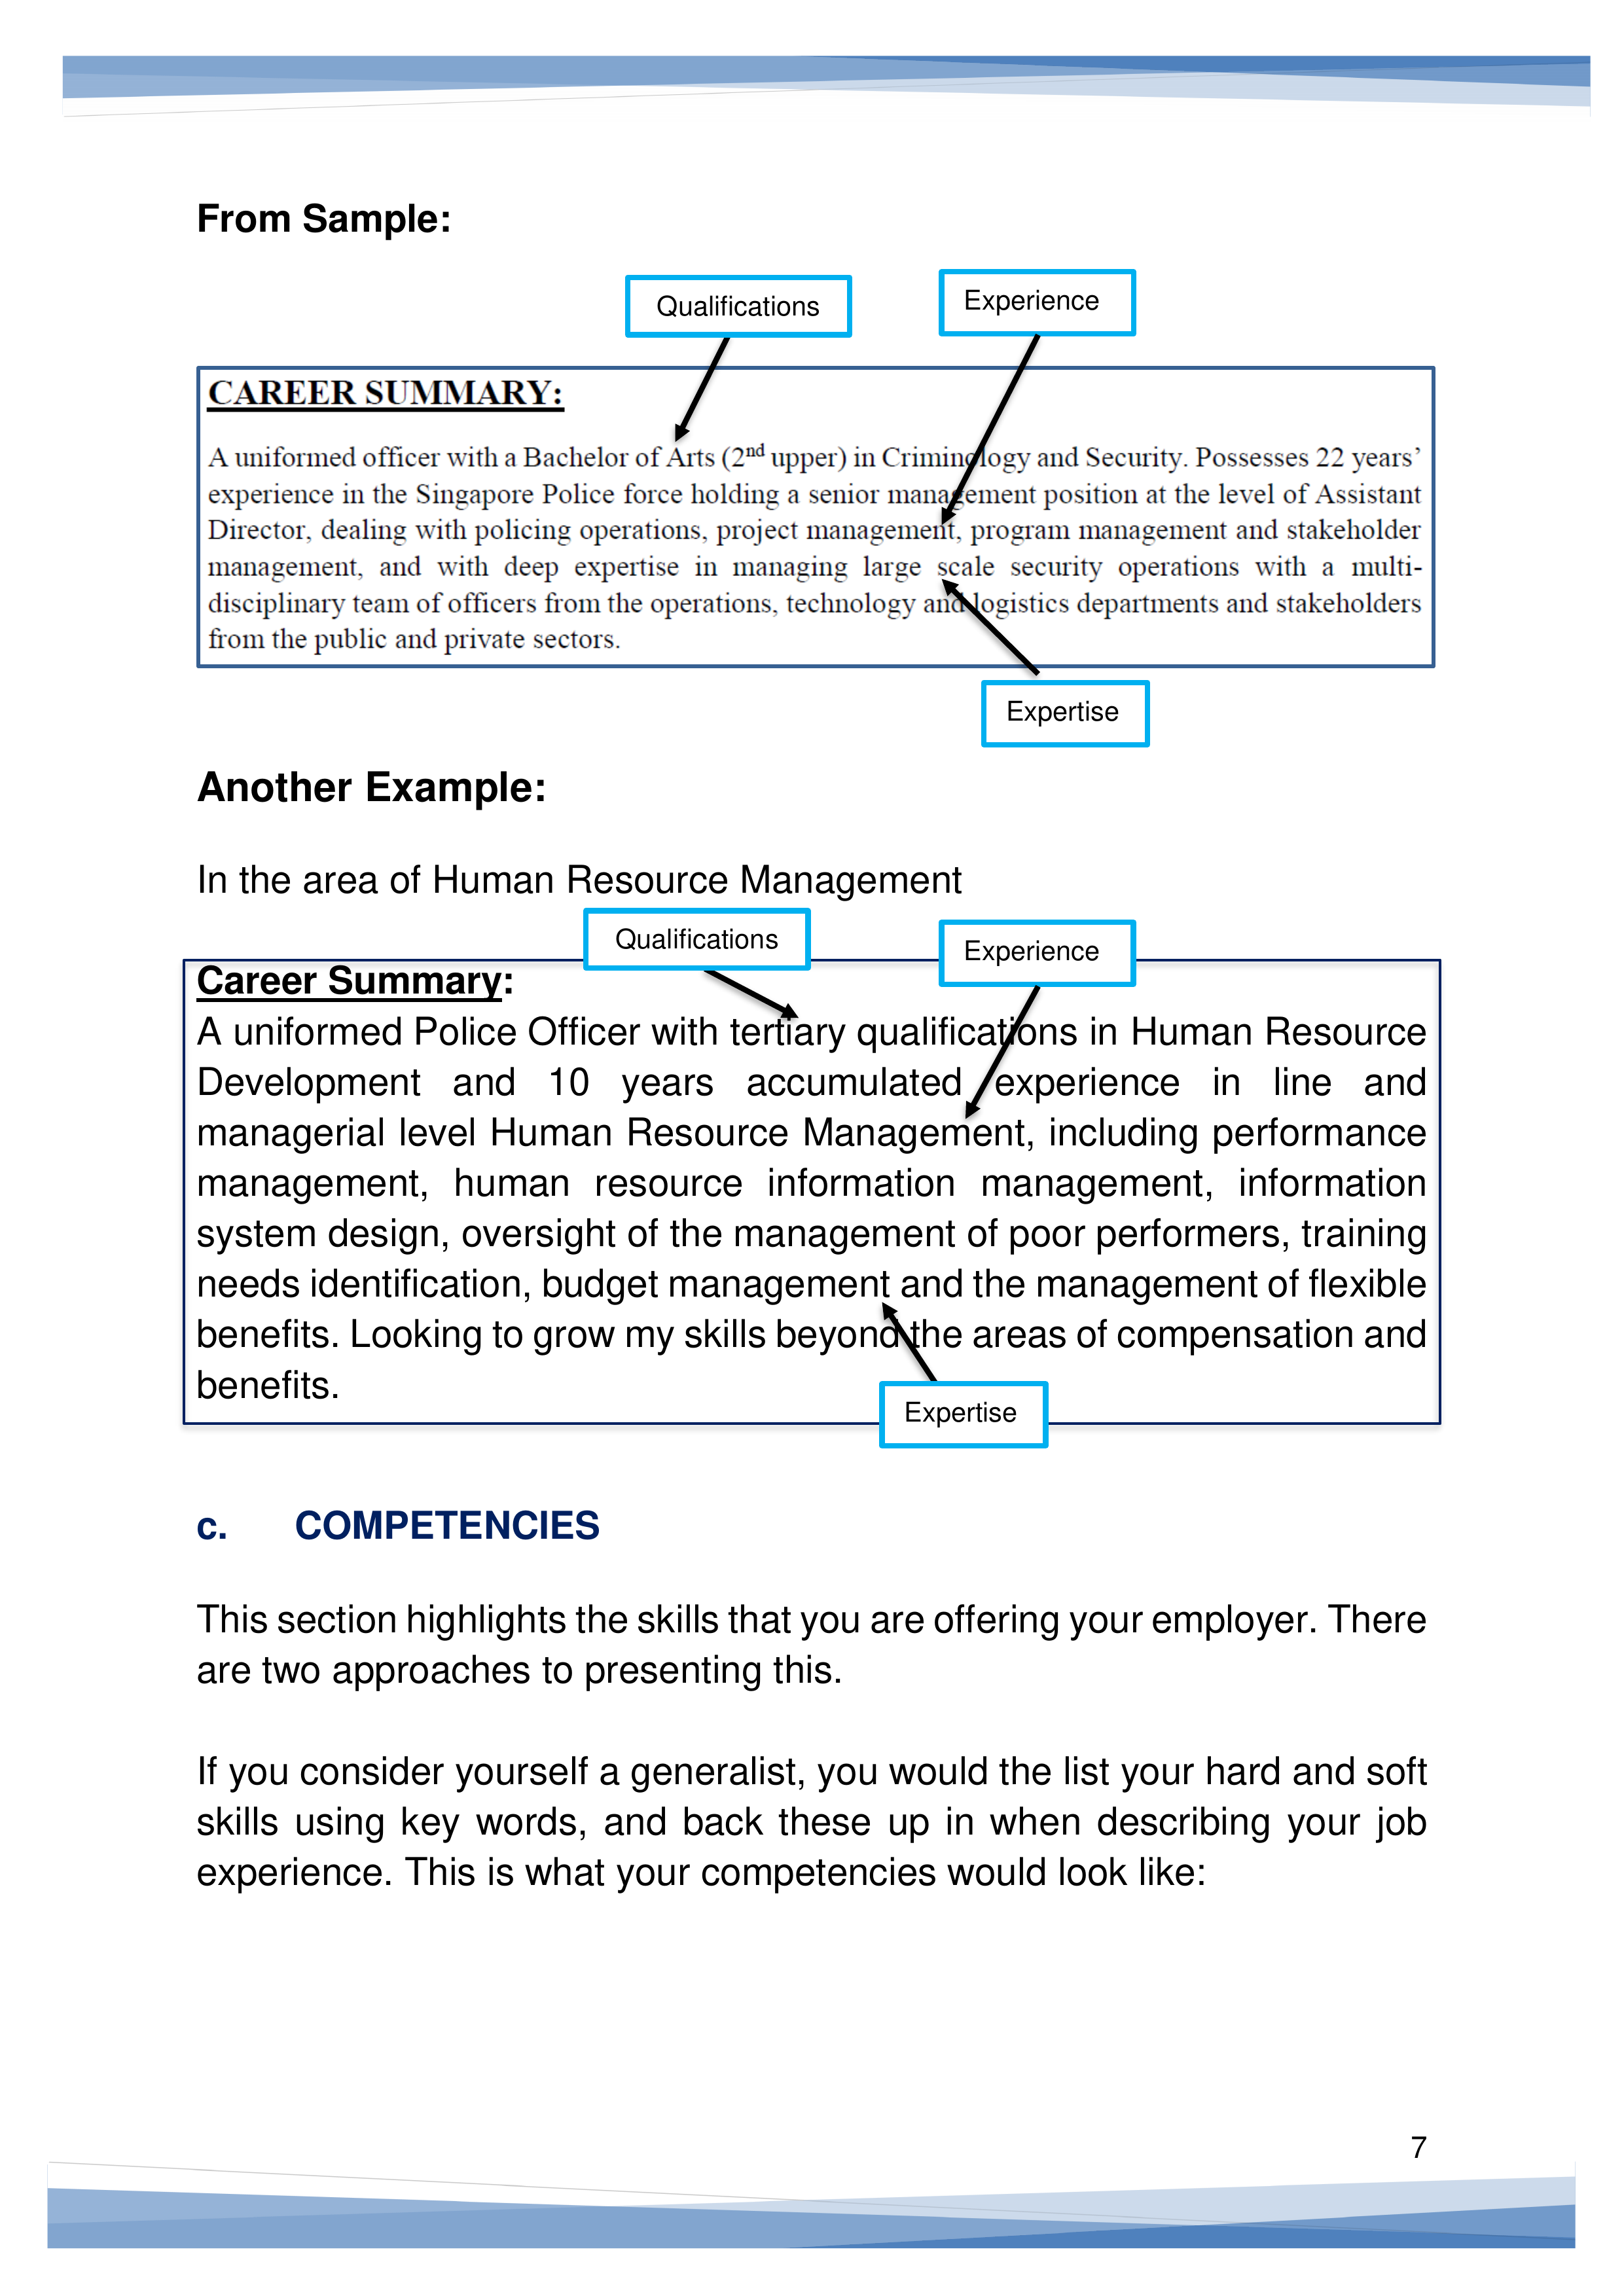 From Sample:
Qualifications
Experience
CAREER SUMMARY:
A uniformed officer with a Bachelor of Arts (2nd upper) in Criminology and Security. Possesses 22 years’
experience in the Singapore Police force holding a senior management position at the level of Assistant
Director, dealing with policing operations, project management, program management and stakeholder
management, and with deep expertise in managing large scale security operations with a multi-
disciplinary team of officers from the operations, technology and logistics departments and stakeholders
from the public and private sectors.
Expertise
Another Example:
In the area of Human Resource Management
Qualifications
Experience
Career Summary:
A uniformed Police Officer with tertiary qualifications in Human Resource
Development and 10 years accumulated experience in line and
managerial level Human Resource Management, including performance
management, human resource information management, information
system design, oversight of the management of poor performers, training
needs identification, budget management and the management of flexible
benefits. Looking to grow my skills beyond the areas of compensation and
benefits.
Expertise
c. COMPETENCIES
This section highlights the skills that you are offering your employer. There
are two approaches to presenting this.
If you consider yourself a generalist, you would the list your hard and soft
skills using key words, and back these up in when describing your job
experience. This is what your competencies would look like:
7